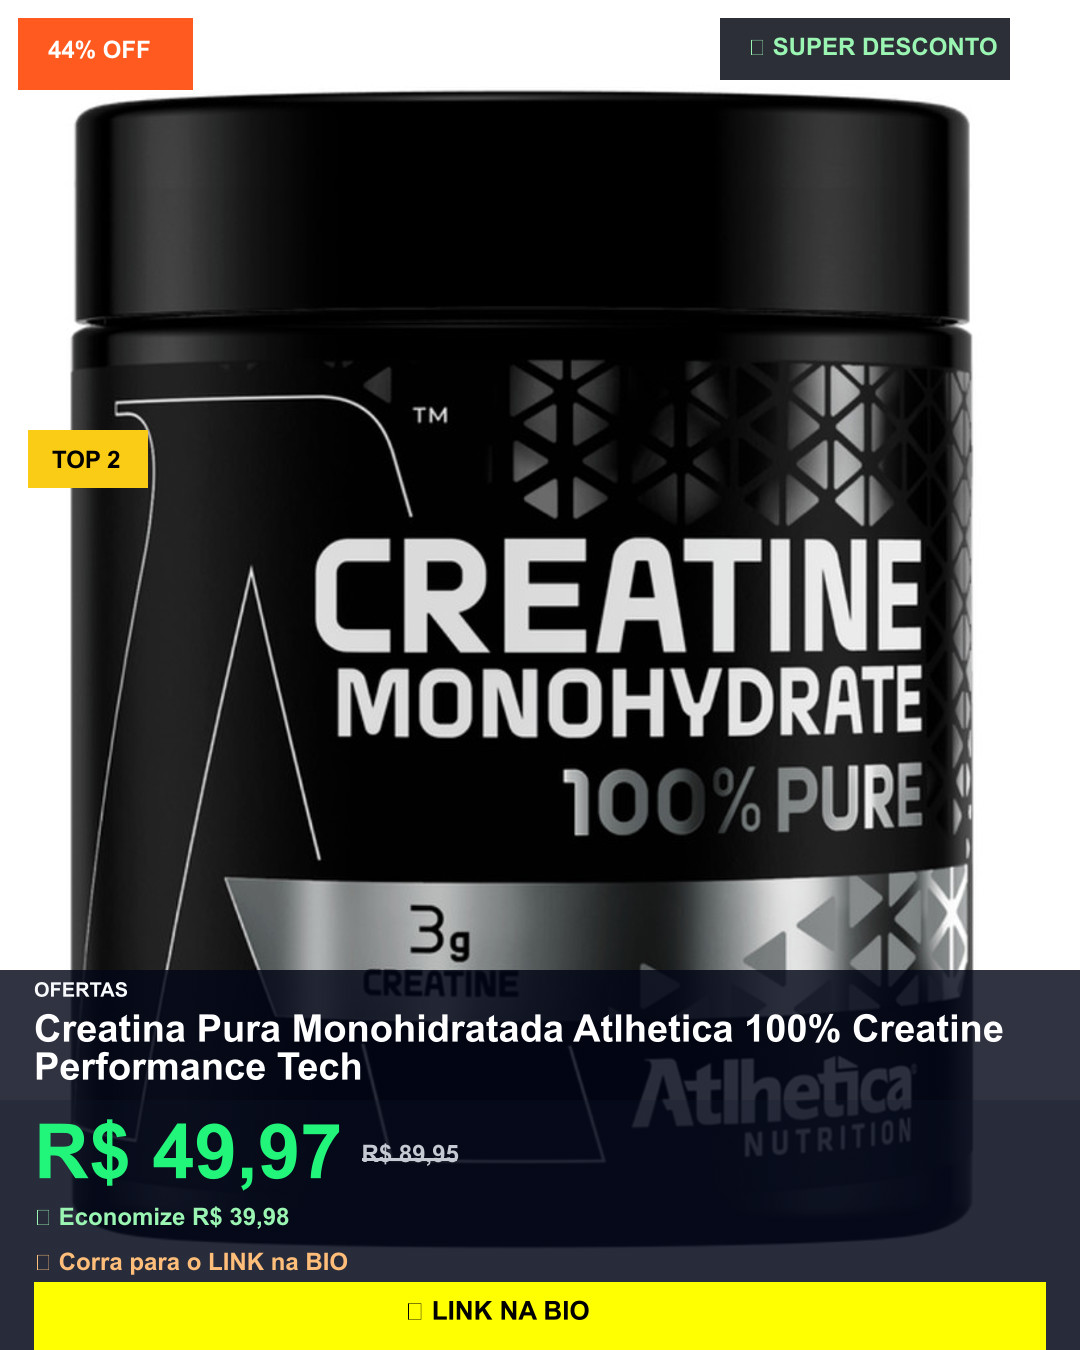 44% OFF
SUPER DESCONTO
TM
TOP 2
CREATINE
MONOHYDRATE
100% PURE
3g
CREATINE
OFERTAS
Creatina Pura Monohidratada Atlhetica 100% Creatine
Performance Tech
Atlhetica
NUTRITION
R$ 49,97 R$ 89,95
Economize R$ 39,98
Corra para o LINK na BIO
LINK NA BIO